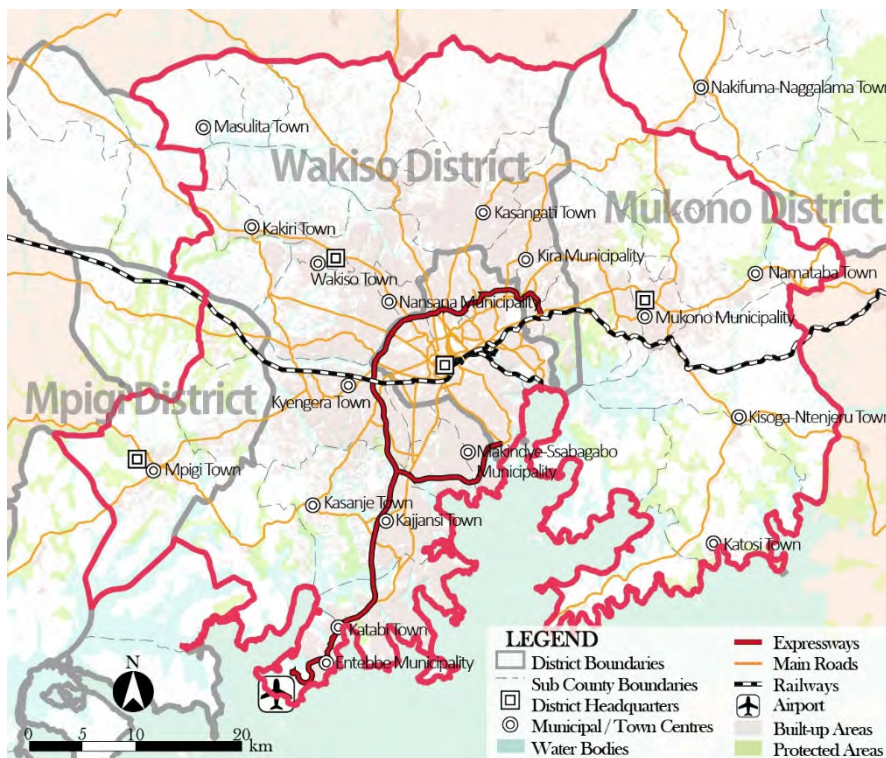 Nakifuma-Naggalama Town
Masulita Town
Wakiso District
Mukono District
Kasangati Town
Kakiri Town
Kira Municipality
Wakiso Town
Namataba Town
Nansana Municipality
Mukono Municipality
Mpigi District
Kyengera Town
Kisoga-Ntenjeru Town
Makindye-Ssabagabo
Municipality
Mpigi Town
Kasanje Town
Kajjansi Town
Katosi Town
Katabi Town
Entebbe Municipality
N
0 10 20
km
LEGEND
District Boundaries
Sub County Boundaries
District Headquarters
Municipal / Town Centres
Water Bodies
Expressways
Main Roads
Railways
Airport
Built-up Areas
Protected Areas